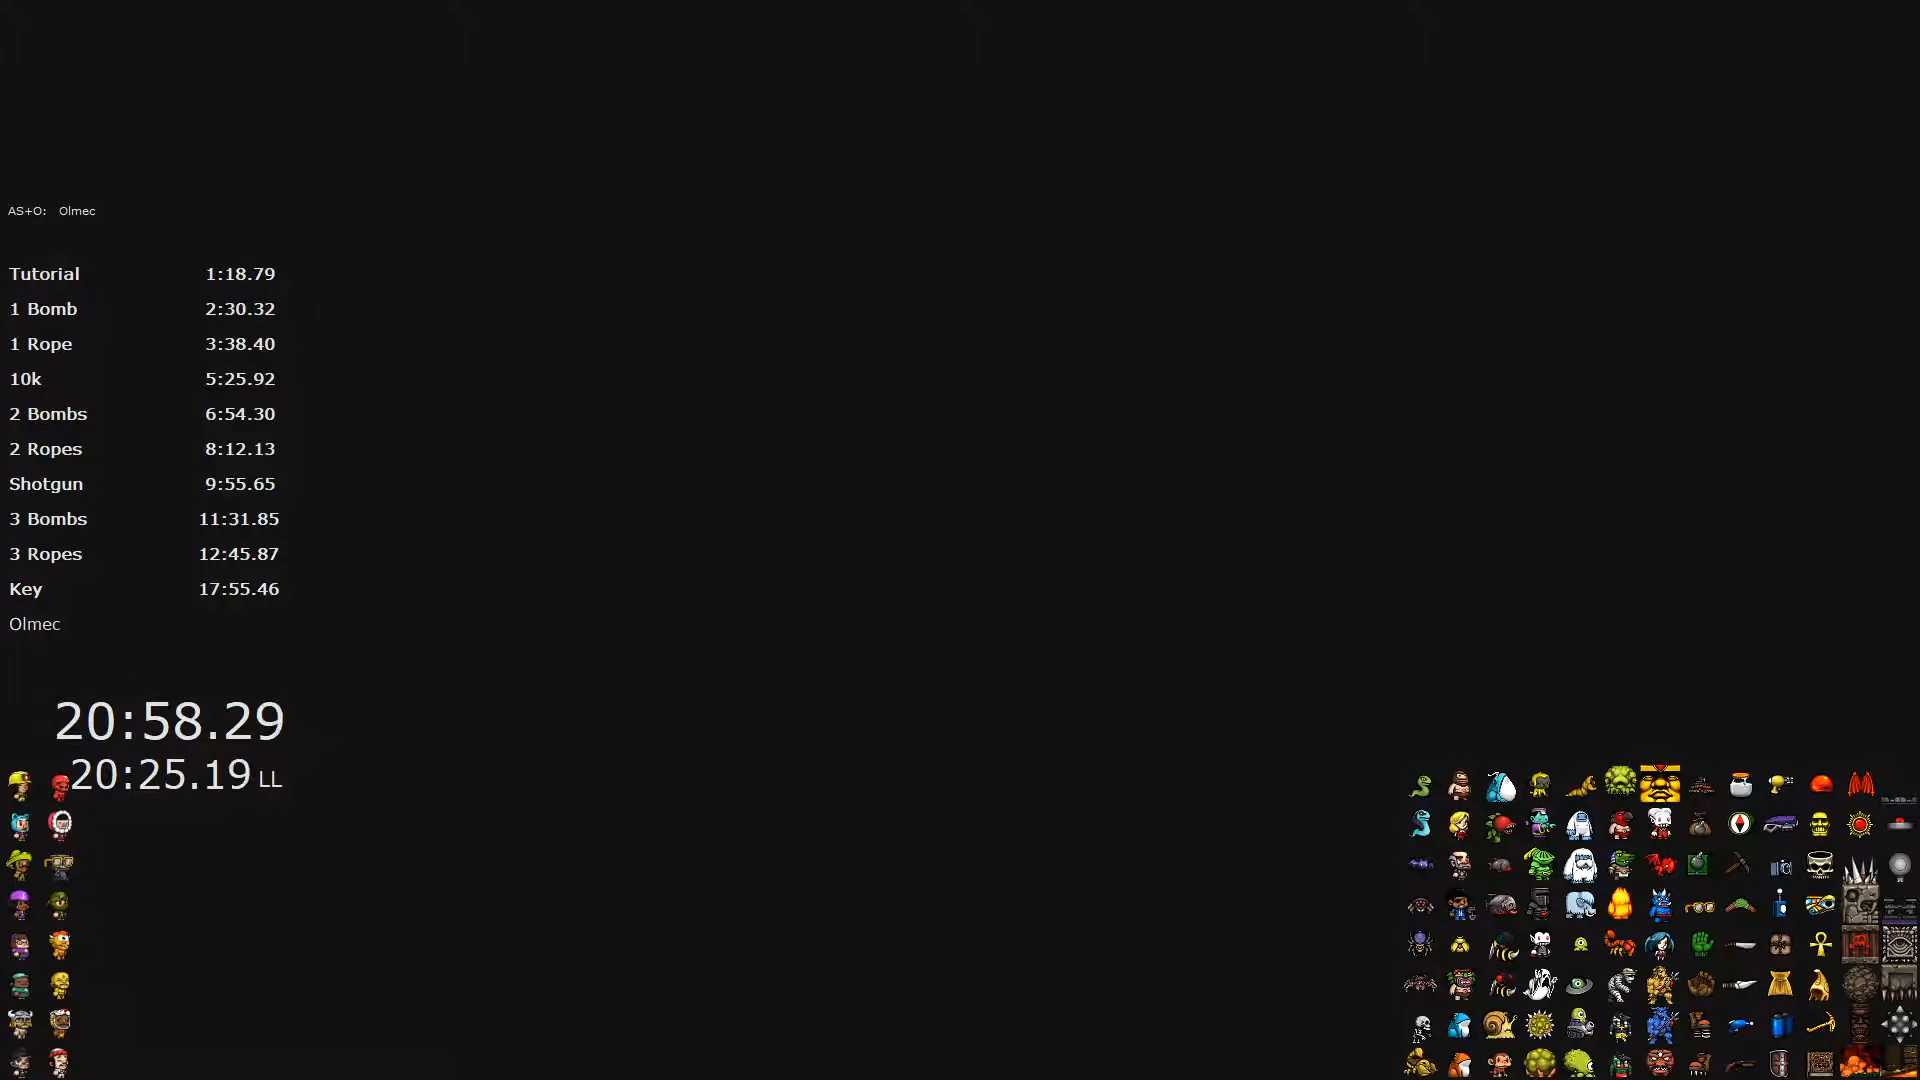 AS+O: Olmec
Tutorial 1:18.79
1 Bomb 2:30.32
1 Rope 3:38.40
10k 5:25.92
2 Bombs 6:54.30
2 Ropes 8:12.13
Shotgun 9:55.65
3 Bombs 11:31.85
3 Ropes 12:45.87
Key 17:55.46
Olmec
20:58.29
20:25.19 LL